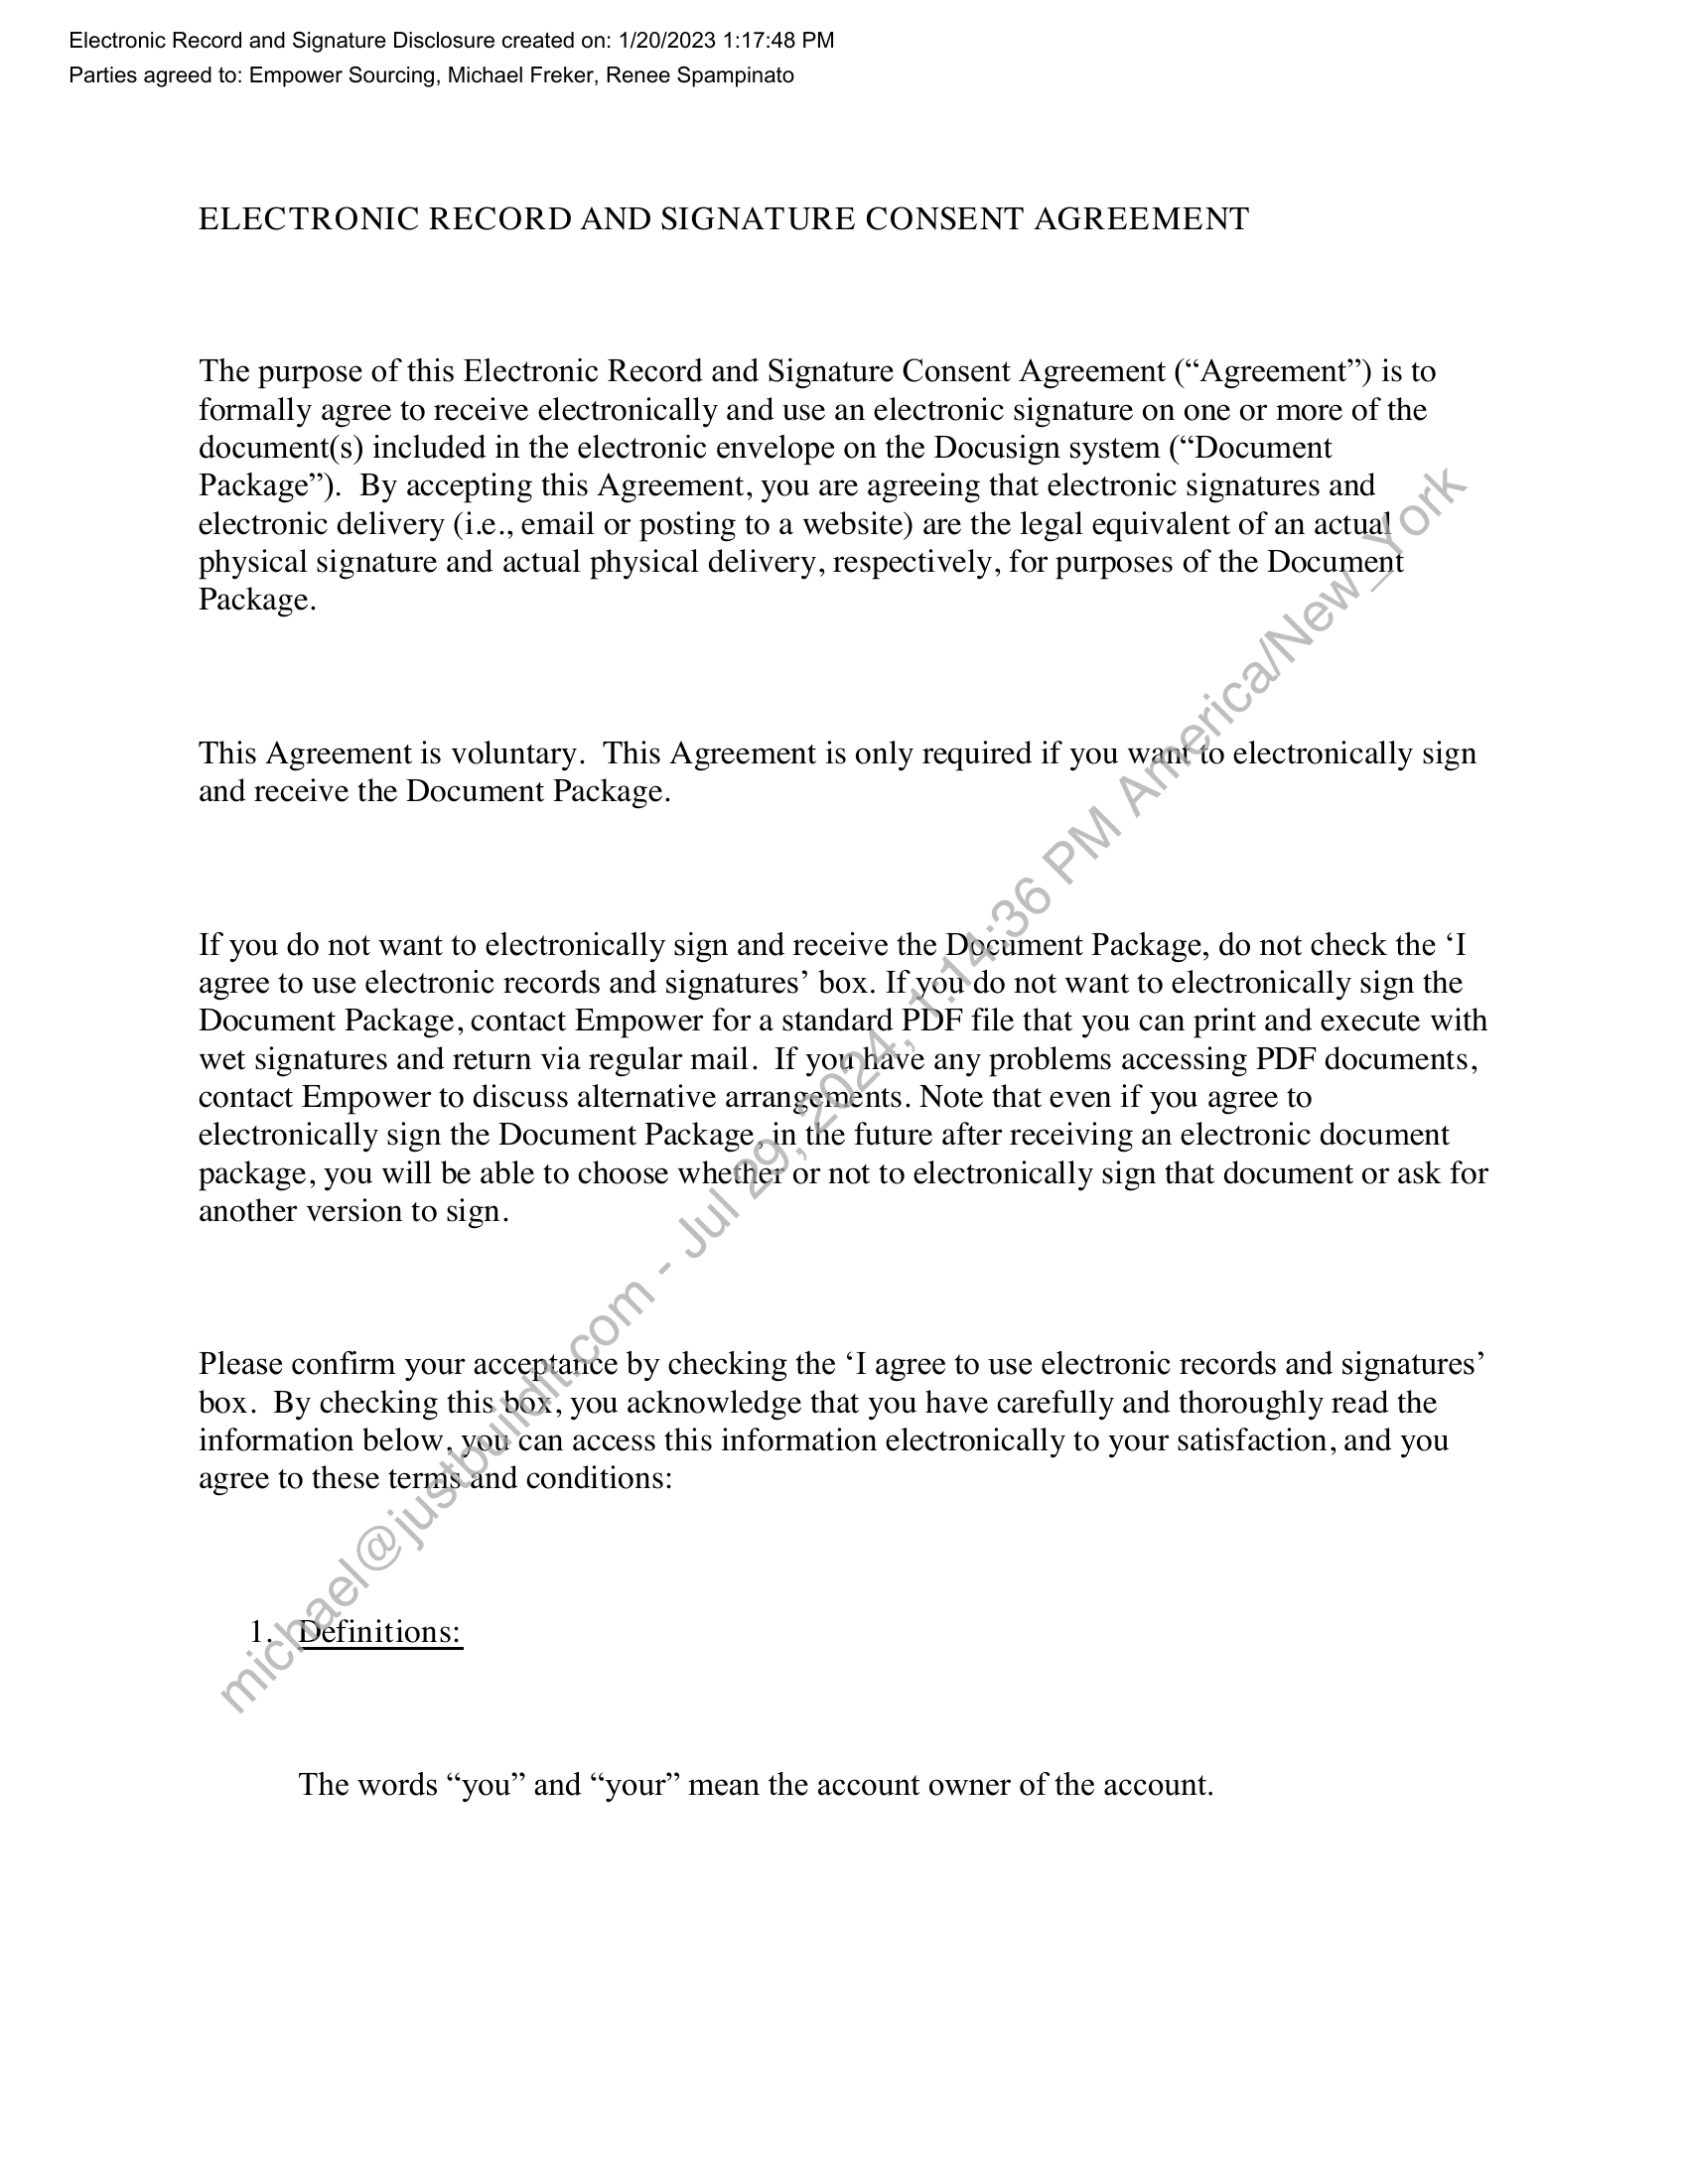 Electronic Record and Signature Disclosure created on: 1/20/2023 1:17:48 PM
Parties agreed to: Empower Sourcing, Michael Freker, Renee Spampinato
ELECTRONIC RECORD AND SIGNATURE CONSENT AGREEMENT
The purpose of this Electronic Record and Signature Consent Agreement (“Agreement”) is to
formally agree to receive electronically and use an electronic signature on one or more of the
document(s) included in the electronic envelope on the Docusign system (“Document
Package”).  By accepting this Agreement, you are agreeing that electronic signatures and
electronic delivery (i.e., email or posting to a website) are the legal equivalent of an actual
physical signature and actual physical delivery, respectively, for purposes of the Document
Package.
This Agreement is voluntary.  This Agreement is only required if you want to electronically sign
and receive the Document Package.
If you do not want to electronically sign and receive the Document Package, do not check the ‘I
agree to use electronic records and signatures’ box. If you do not want to electronically sign the
Document Package, contact Empower for a standard PDF file that you can print and execute with
wet signatures and return via regular mail.  If you have any problems accessing PDF documents,
contact Empower to discuss alternative arrangements. Note that even if you agree to
electronically sign the Document Package, in the future after receiving an electronic document
package, you will be able to choose whether or not to electronically sign that document or ask for
another version to sign.
Please confirm your acceptance by checking the ‘I agree to use electronic records and signatures’
box.  By checking this box, you acknowledge that you have carefully and thoroughly read the
information below, you can access this information electronically to your satisfaction, and you
agree to these terms and conditions:
1. Definitions:
The words “you” and “your” mean the account owner of the account.
michael@justbuildit.com - Jul 29, 2024, 1:14:36 PM America/New_York